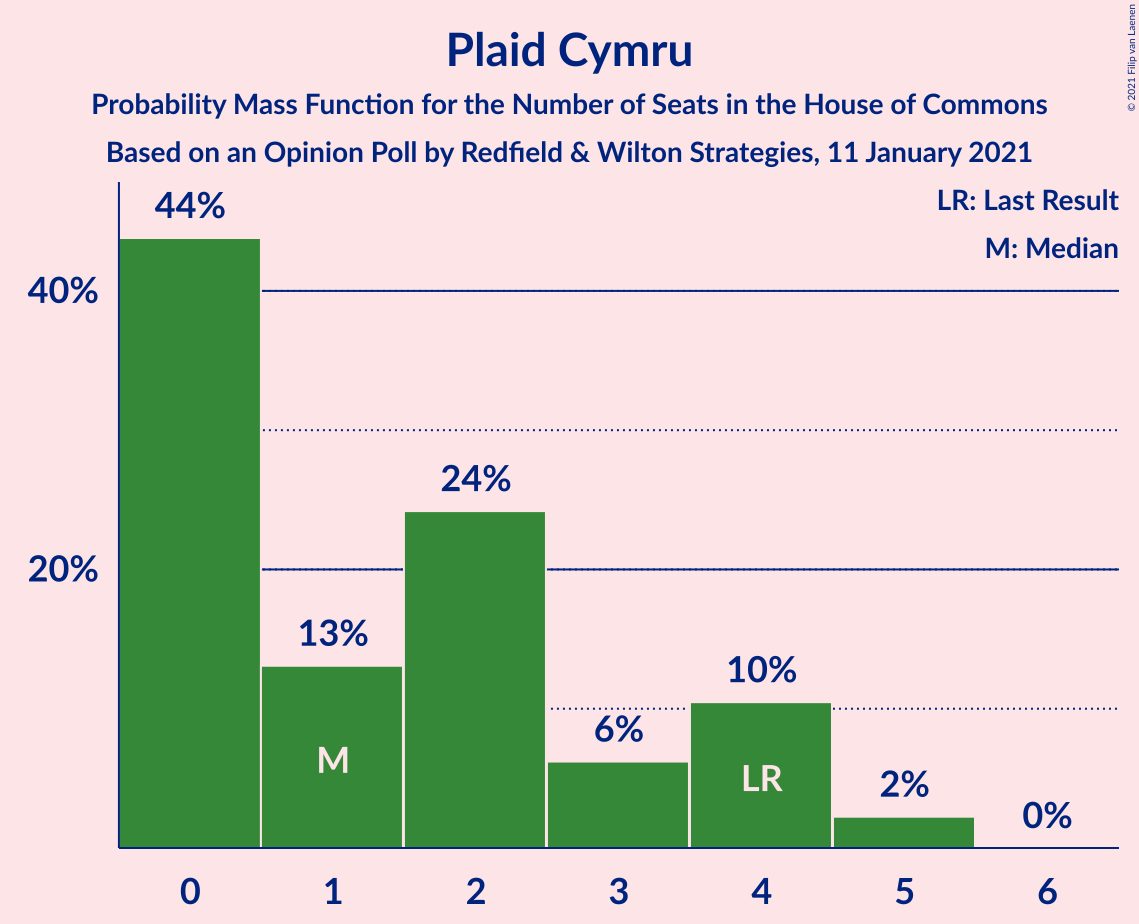 Plaid Cymru
Probability Mass Function for the Number of Seats in the House of Commons
Based on an Opinion Poll by Redfield & Wilton Strategies, 11 January 2021
© 2021 Filip van Laenen
LR: Last Result
M: Median
44%
40%
24%
20%
13%
10%
6%
M
LR
2%
0%
0 1 2 3 4 5 6